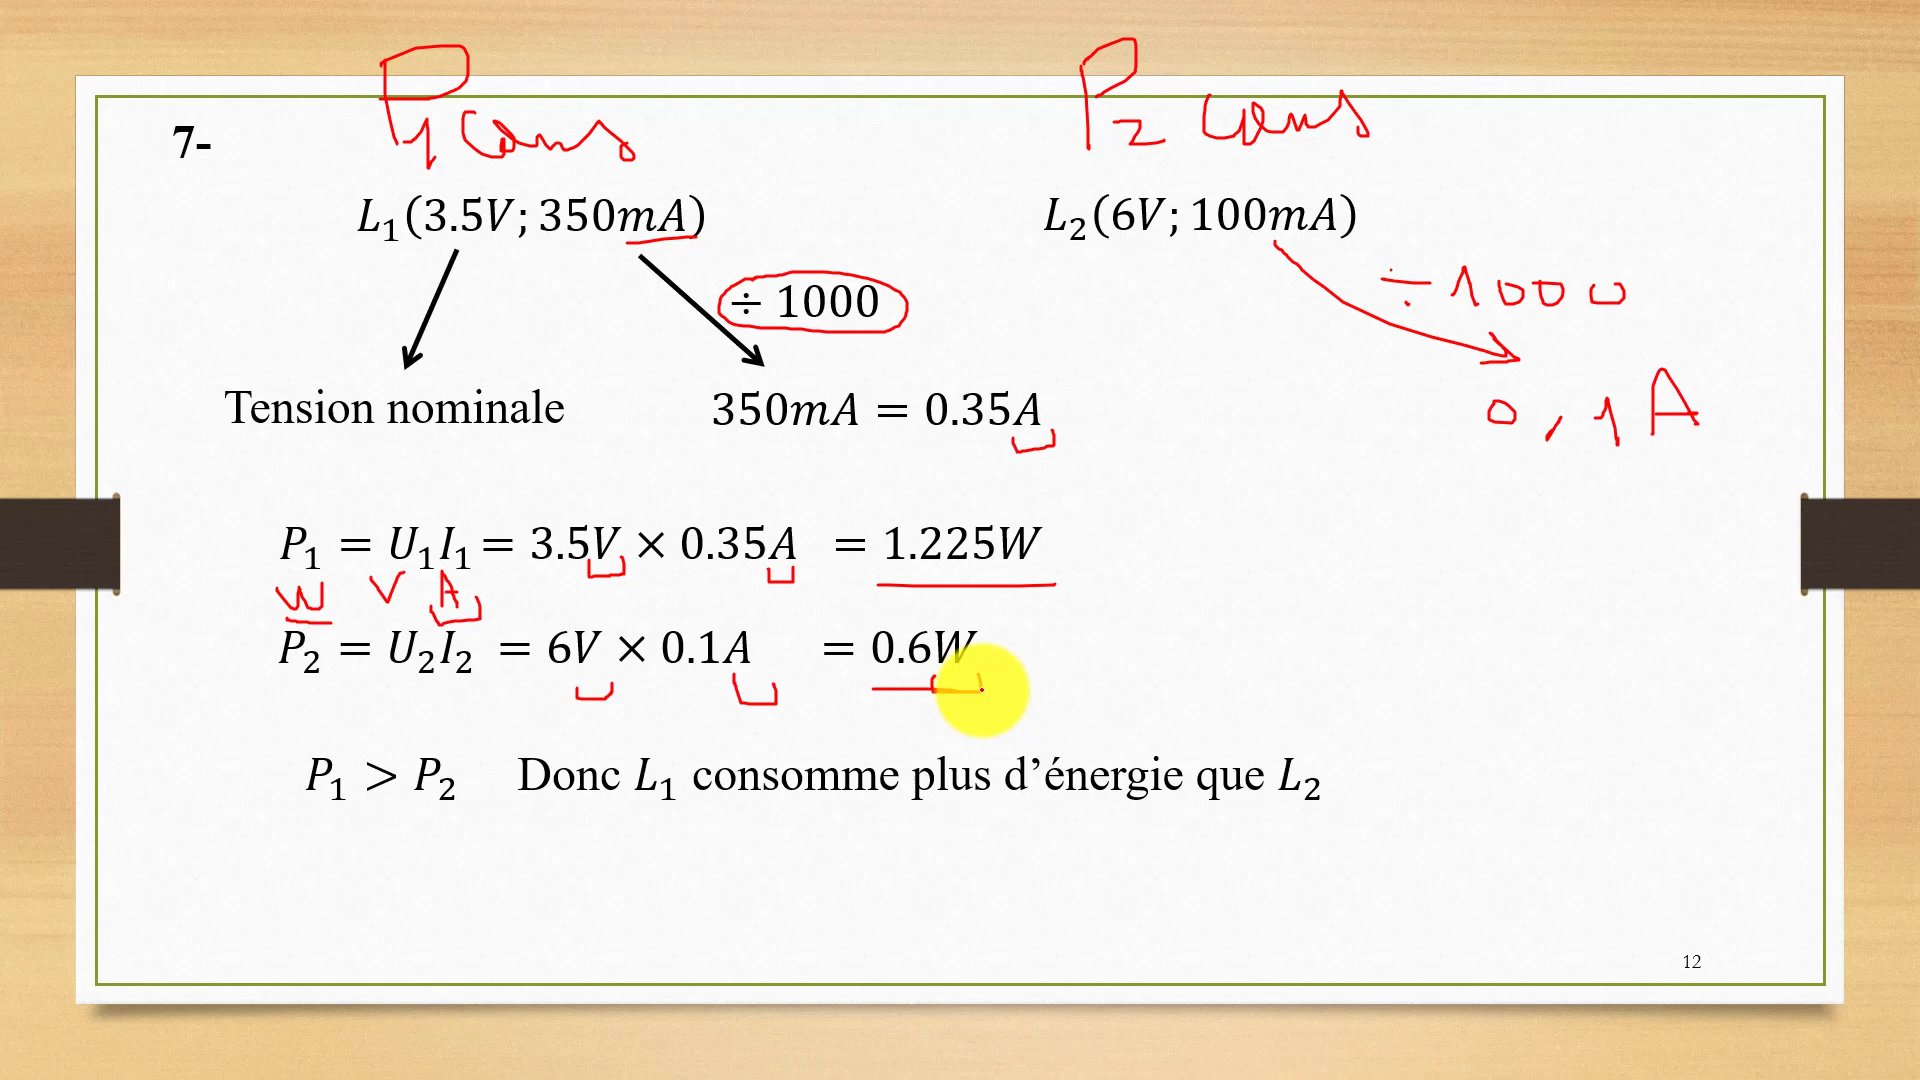 P1 cons P2 cons
7-
L₁(3.5V; 350mA) L₂(6V; 100mA)
÷ 1000 ÷ 1000
Tension nominale 350mA = 0.35A 0,1A
P₁ = U₁I₁ = 3.5V × 0.35A = 1.225W
W V A
P₂ = U₂I₂ = 6V × 0.1A = 0.6W
P₁ > P₂ Donc L₁ consomme plus d’énergie que L₂
12